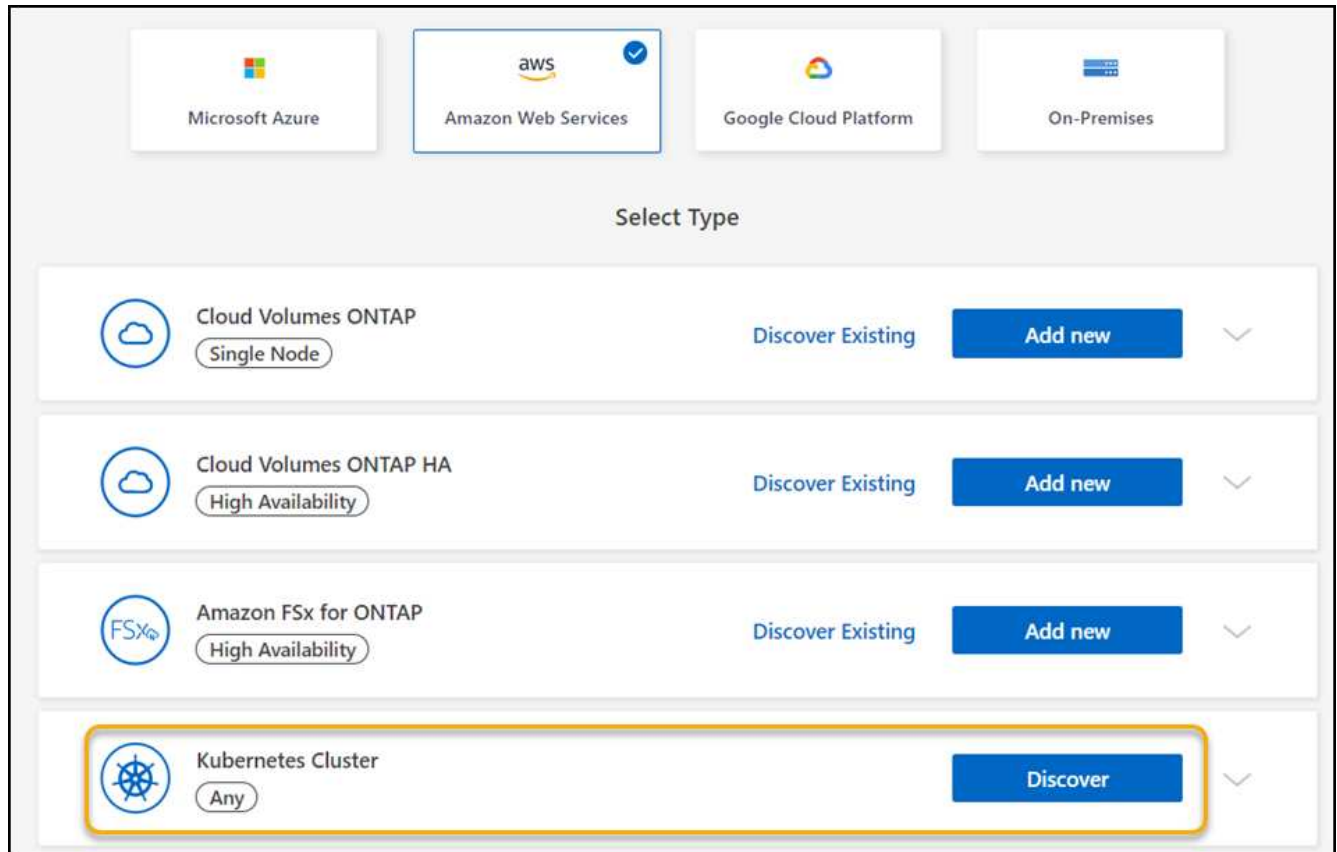 aws
Microsoft Azure
Amazon Web Services
Google Cloud Platform
On-Premises
Select Type
Cloud Volumes ONTAP
Single Node
Discover Existing
Add new
Cloud Volumes ONTAP HA
High Availability
Discover Existing
Add new
FSx
Amazon FSx for ONTAP
High Availability
Discover Existing
Add new
Kubernetes Cluster
Any
Discover